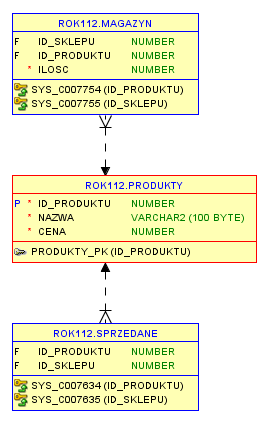 ROK112.MAGAZYN
F ID_SKLEPU NUMBER
F ID_PRODUKTU NUMBER
* ILOSC NUMBER
SYS_C007754 (ID_PRODUKTU)
SYS_C007755 (ID_SKLEPU)
ROK112.PRODUKTY
P * ID_PRODUKTU NUMBER
* NAZWA VARCHAR2 (100 BYTE)
* CENA NUMBER
PRODUKTY_PK (ID_PRODUKTU)
ROK112.SPRZEDANE
F ID_PRODUKTU NUMBER
F ID_SKLEPU NUMBER
SYS_C007634 (ID_PRODUKTU)
SYS_C007635 (ID_SKLEPU)